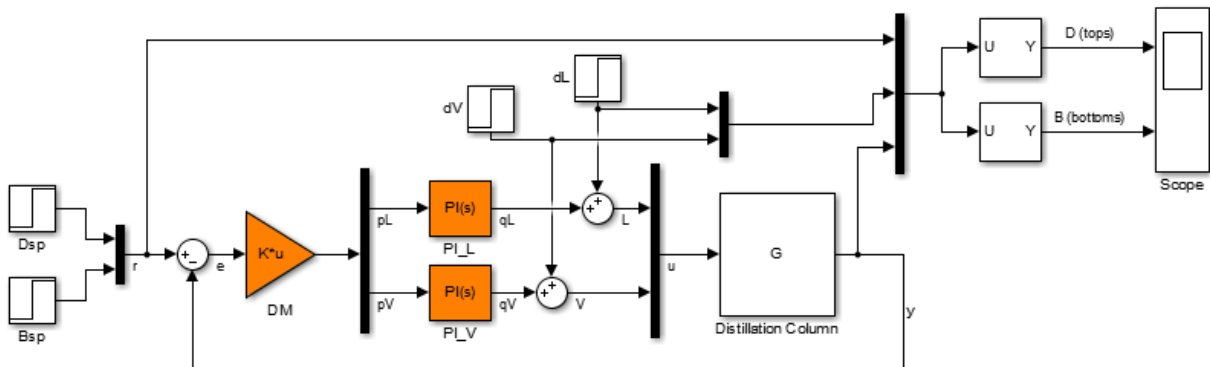 D (tops)
U Y
dL
dV
B (bottoms)
U Y
Scope
PI(s)
pL
qL
L
Dsp
PI_L
+
+
+
-
r
e
K*u
u
G
DM
pV
PI(s)
qV
+
+
V
Bsp
PI_V
Distillation Column
y